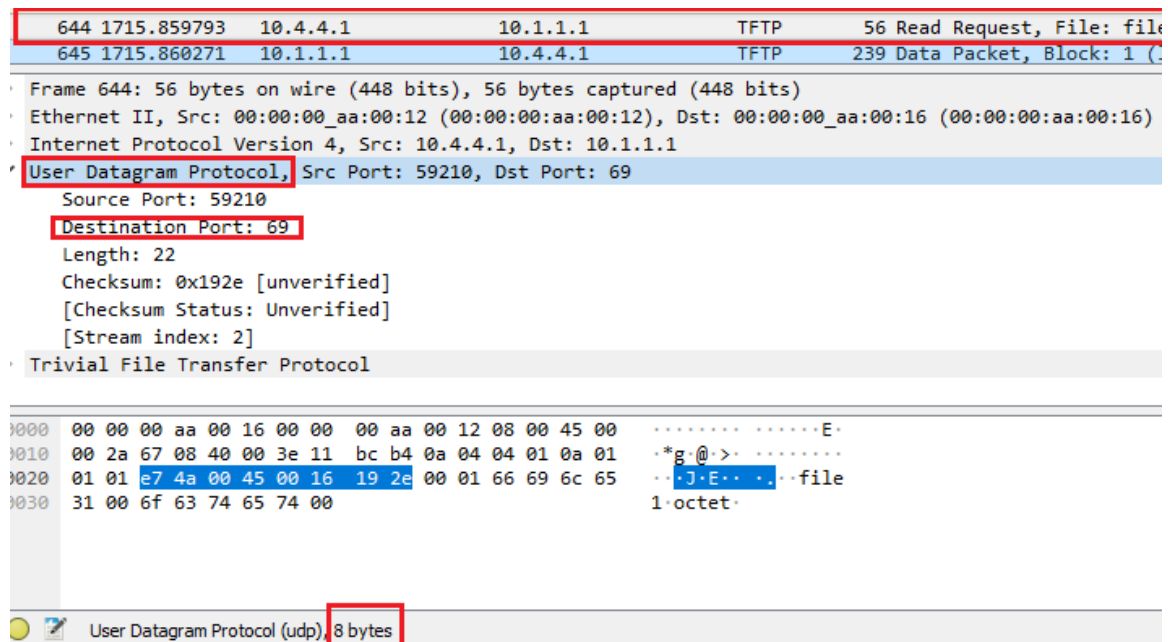 644 1715.859793 10.4.4.1 10.1.1.1 TFTP 56 Read Request, File: file
645 1715.860271 10.1.1.1 10.4.4.1 TFTP 239 Data Packet, Block: 1 (
Frame 644: 56 bytes on wire (448 bits), 56 bytes captured (448 bits)
Ethernet II, Src: 00:00:00_aa:00:12 (00:00:00:aa:00:12), Dst: 00:00:00_aa:00:16 (00:00:00:aa:00:16)
Internet Protocol Version 4, Src: 10.4.4.1, Dst: 10.1.1.1
User Datagram Protocol, Src Port: 59210, Dst Port: 69
Source Port: 59210
Destination Port: 69
Length: 22
Checksum: 0x192e [unverified]
[Checksum Status: Unverified]
[Stream index: 2]
Trivial File Transfer Protocol
0000 00 00 00 aa 00 16 00 00 00 aa 00 12 08 00 45 00 ········ ······E·
0010 00 2a 67 08 40 00 3e 11 bc b4 0a 04 04 01 0a 01 ·*g·@·>· ········
0020 01 01 e7 4a 00 45 00 16 19 2e 00 01 66 69 6c 65 ···J·E·· ·.··file
0030 31 00 6f 63 74 65 74 00 1·octet·
User Datagram Protocol (udp), 8 bytes